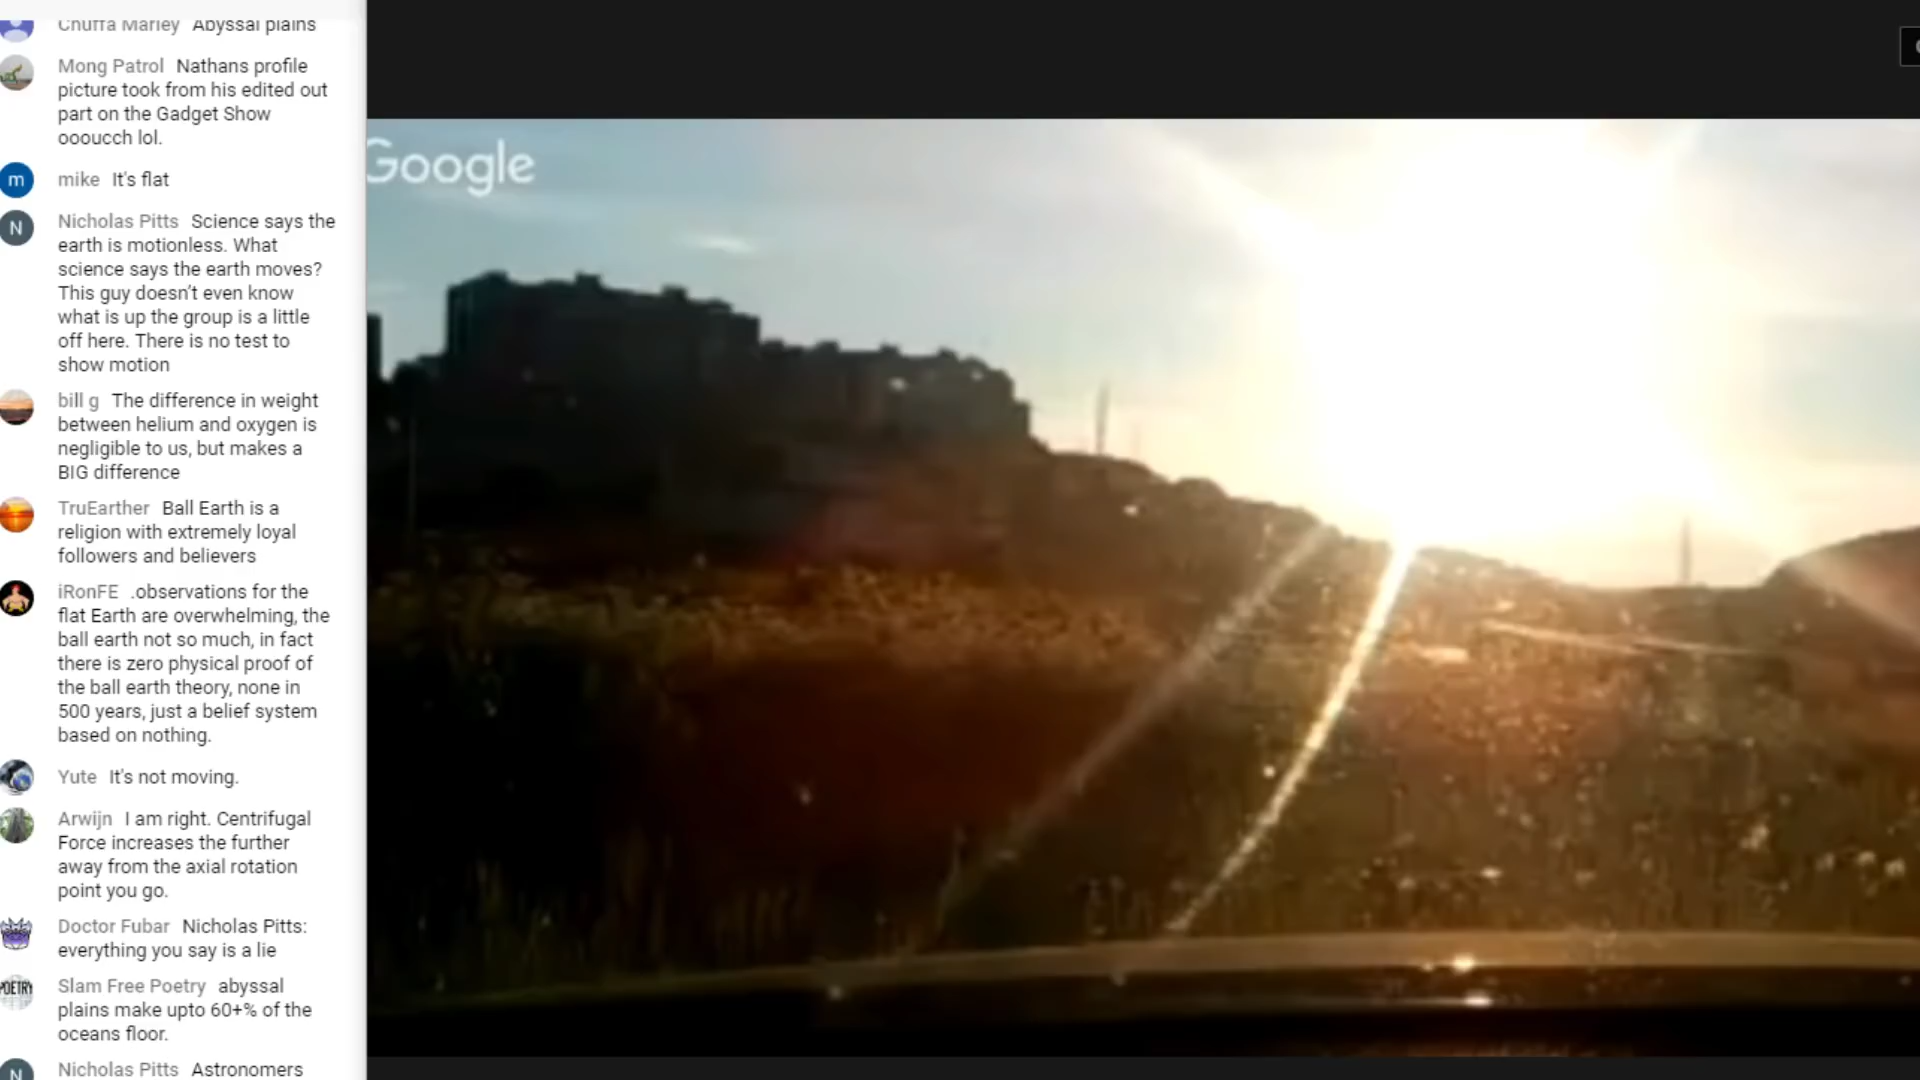 Chuffa Marley Abyssal plains
Mong Patrol Nathans profile
picture took from his edited out
part on the Gadget Show
oooucch lol.
m
mike It's flat
N
Nicholas Pitts Science says the
earth is motionless. What
science says the earth moves?
This guy doesn't even know
what is up the group is a little
off here. There is no test to
show motion
bill g The difference in weight
between helium and oxygen is
negligible to us, but makes a
BIG difference
TruEarther Ball Earth is a
religion with extremely loyal
followers and believers
iRonFE .observations for the
flat Earth are overwhelming, the
ball earth not so much, in fact
there is zero physical proof of
the ball earth theory, none in
500 years, just a belief system
based on nothing.
Yute It's not moving.
Arwijn I am right. Centrifugal
Force increases the further
away from the axial rotation
point you go.
Doctor Fubar Nicholas Pitts:
everything you say is a lie
POETRY
Slam Free Poetry abyssal
plains make upto 60+% of the
oceans floor.
N
Nicholas Pitts Astronomers
Google